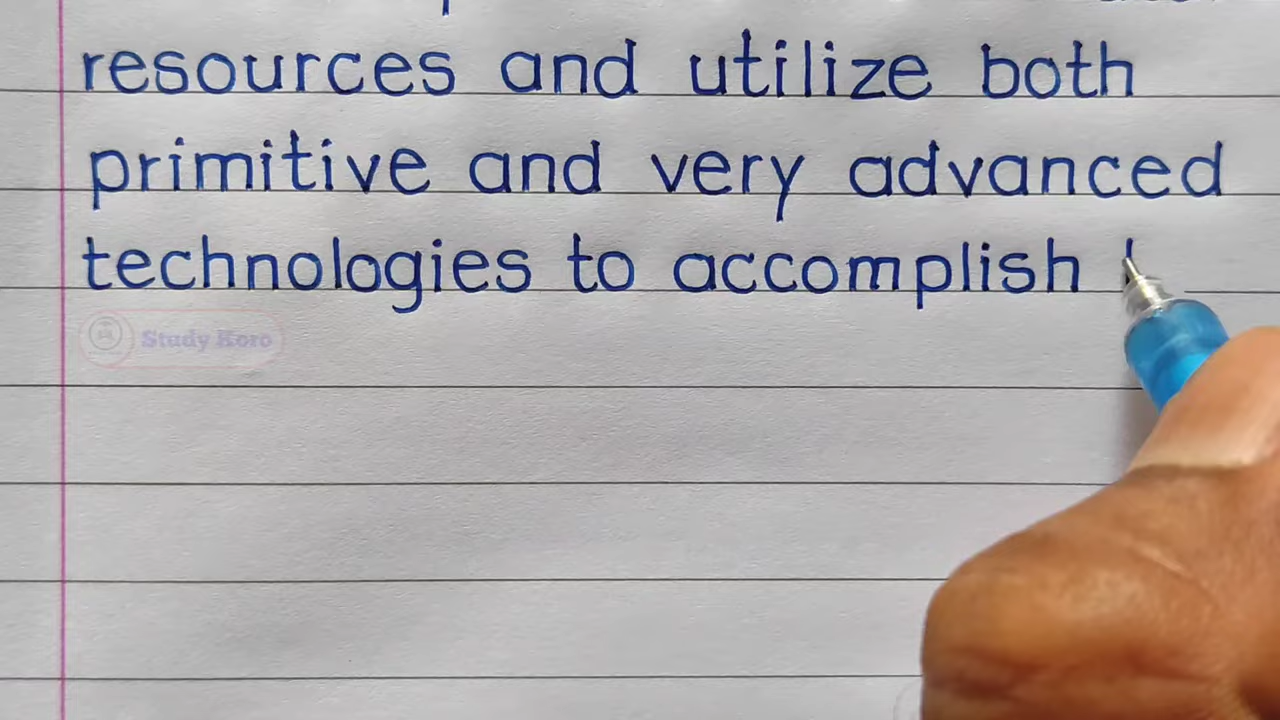 resources and utilize both
primitive and very advanced
technologies to accomplish
Study Koro